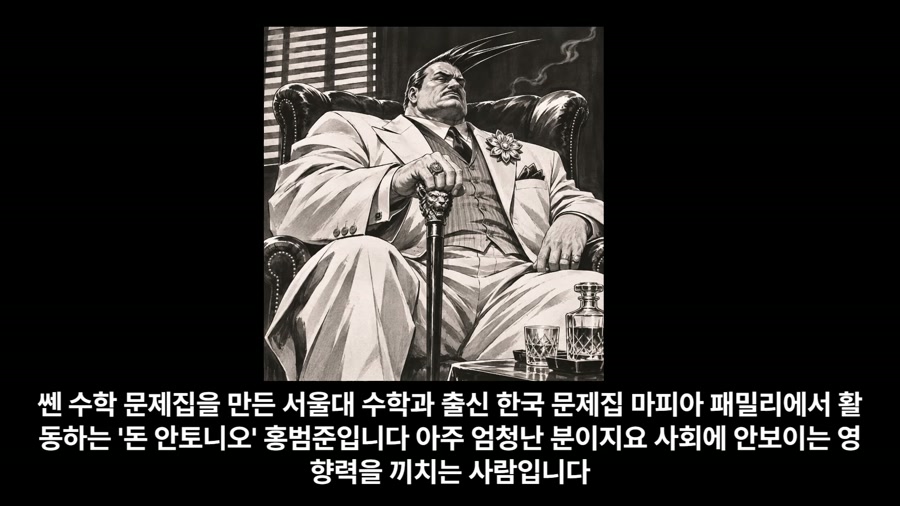 쎈 수학 문제집을 만든 서울대 수학과 출신 한국 문제집 마피아 패밀리에서 활
동하는 '돈 안토니오' 홍범준입니다 아주 엄청난 분이지요 사회에 안보이는 영
향력을 끼치는 사람입니다